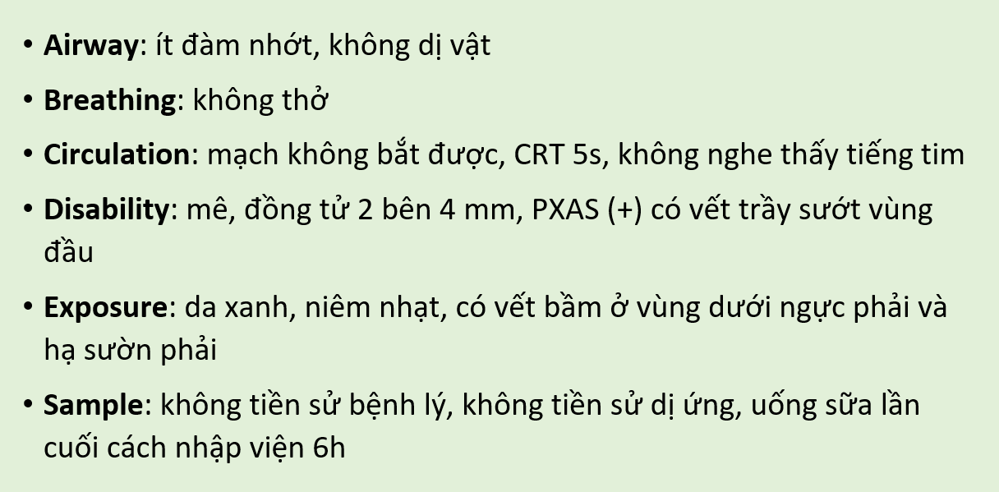 • Airway: ít đàm nhớt, không dị vật
• Breathing: không thở
• Circulation: mạch không bắt được, CRT 5s, không nghe thấy tiếng tim
• Disability: mê, đồng tử 2 bên 4 mm, PXAS (+) có vết trầy sướt vùng
đầu
• Exposure: da xanh, niêm nhạt, có vết bầm ở vùng dưới ngực phải và
hạ sườn phải
• Sample: không tiền sử bệnh lý, không tiền sử dị ứng, uống sữa lần
cuối cách nhập viện 6h